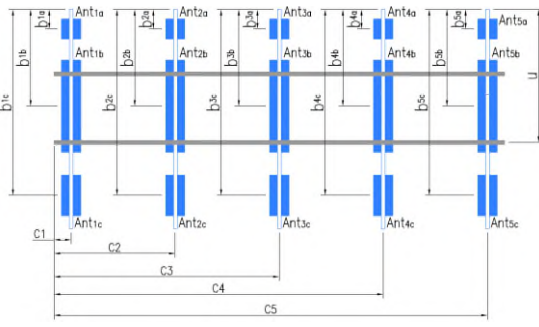 b1a Ant1a b2a Ant2a b3a Ant3a b4a Ant4a b5a Ant5a
b1b Ant1b b2b Ant2b b3b Ant3b b4b Ant4b b5b Ant5b u
b1c b2c b3c b4c b5c
Ant1c Ant2c Ant3c Ant4c Ant5c
c1
c2
c3
c4
c5